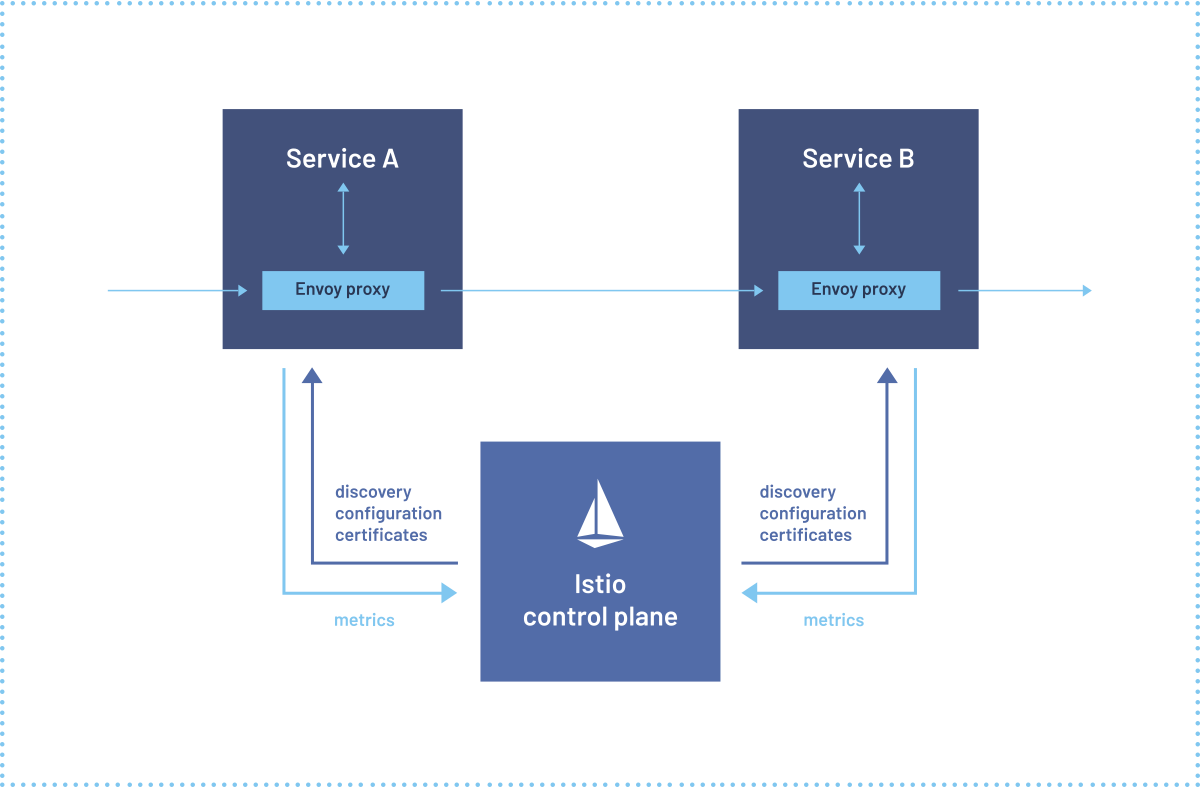 Service A
Service B
Envoy proxy
Envoy proxy
discovery
configuration
certificates
discovery
configuration
certificates
Istio
control plane
metrics
metrics